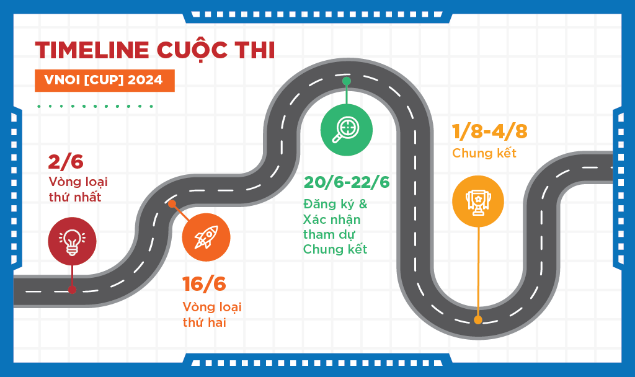 TIMELINE CUỘC THI
VNOI [CUP] 2024
2/6
Vòng loại
thứ nhất
16/6
Vòng loại
thứ hai
20/6-22/6
Đăng ký &
Xác nhận
tham dự
Chung kết
1/8-4/8
Chung kết